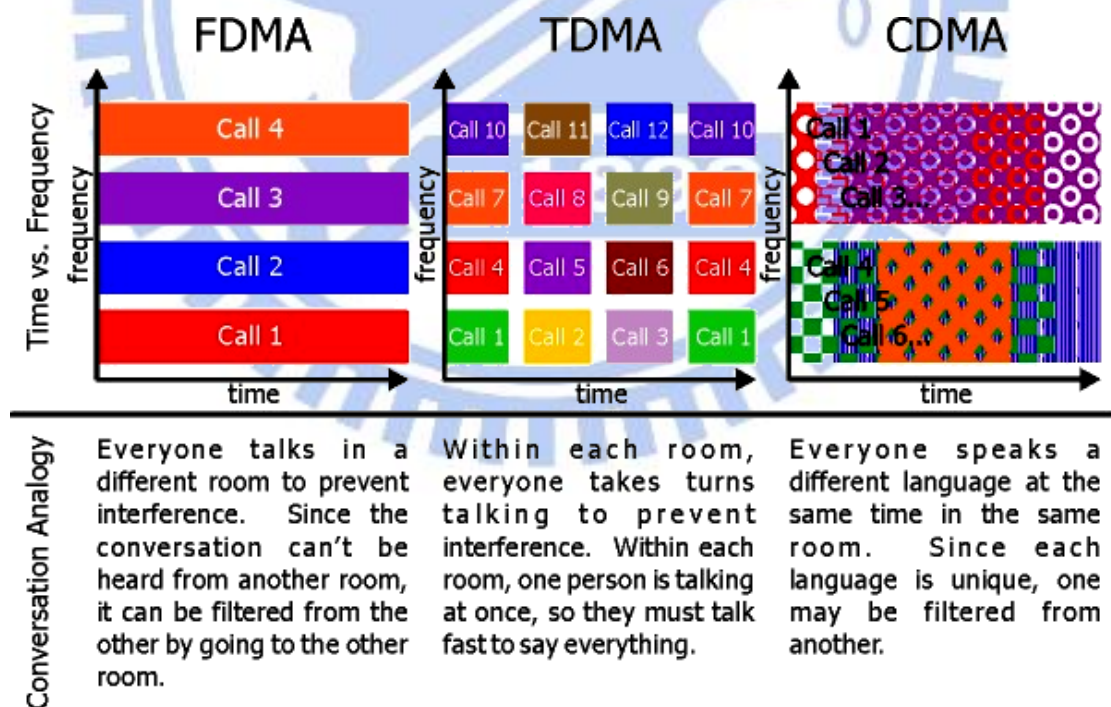 FDMA
TDMA
CDMA
Time vs. Frequency
frequency
Call 4
Call 3
Call 2
Call 1
time
frequency
Call 10 Call 11 Call 12 Call 10
Call 7 Call 8 Call 9 Call 7
Call 4 Call 5 Call 6 Call 4
Call 1 Call 2 Call 3 Call 1
time
frequency
Call 1
Call 2
Call 3...
Call 4
Call 5
Call 6...
time
Conversation Analogy
Everyone talks in a
different room to prevent
interference. Since the
conversation can't be
heard from another room,
it can be filtered from the
other by going to the other
room.
Within each room,
everyone takes turns
talking to prevent
interference. Within each
room, one person is talking
at once, so they must talk
fast to say everything.
Everyone speaks a
different language at the
same time in the same
room. Since each
language is unique, one
may be filtered from
another.